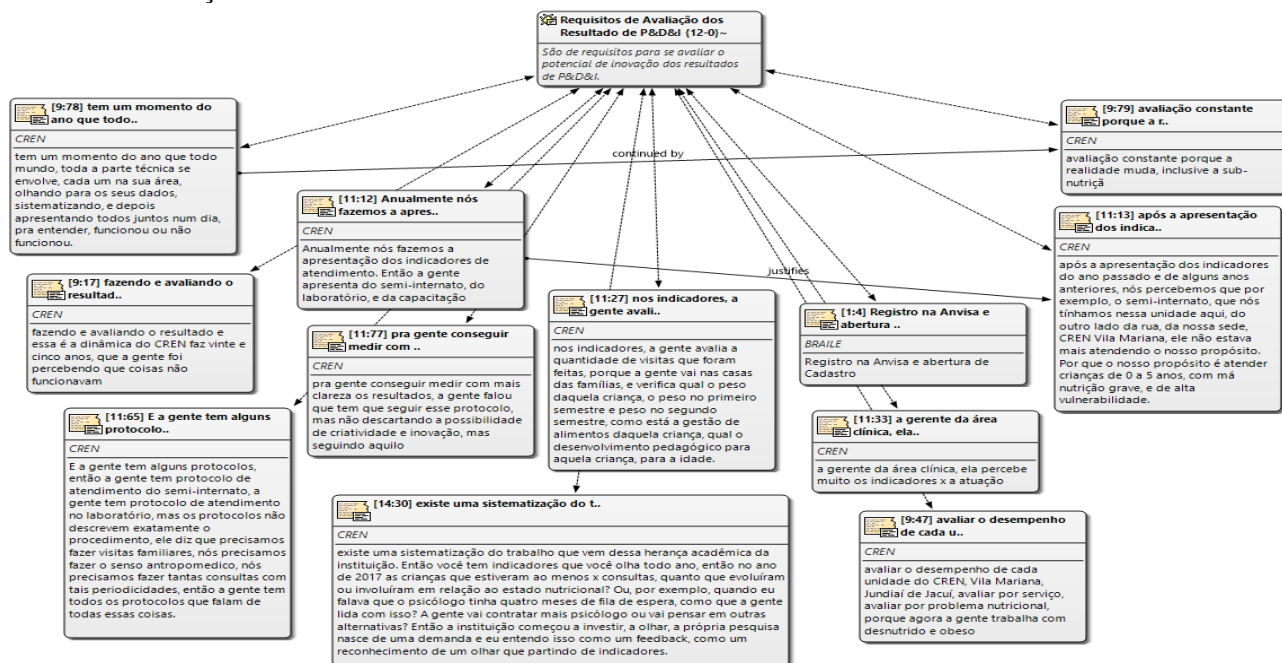 Requisitos de Avaliação dos
Resultado de P&D&I {12-0}~
São de requisítos para se avaliar o
potencial de inovação dos resultados
de P&D&I.
[9:78] tem um momento do
ano que todo..
CREN
tem um momento do ano que todo
mundo, toda a parte técnica se
envolve, cada um na sua área,
olhando para os seus dados,
sistematizando, e depois
apresentando todos juntos num dia,
pra entender, funcionou ou não
funcionou.
continued by
[9:79] avaliação constante
porque a r..
CREN
avaliação constante porque a
realidade muda, inclusive a sub-
nutriçã
[11:12] Anualmente nós
fazemos a apres..
CREN
Anualmente nós fazemos a
apresentação dos indicadores de
atendimento. Então a gente
apresenta do semi-internato, do
laboratório, e da capacitação
justifies
[11:13] após a apresentação
dos indica..
CREN
após a apresentação dos indicadores
do ano passado e de alguns anos
anteriores, nós percebemos que por
exemplo, o semi-internato, que nós
tínhamos nessa unidade aqui, do
outro lado da rua, da nossa sede,
CREN Vila Mariana, ele não estava
mais atendendo o nosso propósito.
Por que o nosso propósito é atender
crianças de 0 a 5 anos, com má
nutrição grave, e de alta
vulnerabilidade.
[9:17] fazendo e avaliando o
resultad..
CREN
fazendo e avaliando o resultado e
essa é a dinâmica do CREN faz vinte e
cinco anos, que a gente foi
percebendo que coisas não
funcionavam
[11:77] pra gente conseguir
medir com ..
CREN
pra gente conseguir medir com mais
clareza os resultados, a gente falou
que tem que seguir esse protocolo,
mas não descartando a possibilidade
de criatividade e inovação, mas
seguindo aquilo
[11:27] nos indicadores, a
gente avali..
CREN
nos indicadores, a gente avalia a
quantidade de visitas que foram
feitas, porque a gente vai nas casas
das famílias, e verifica qual o peso
daquela criança, o peso no primeiro
semestre e peso no segundo
semestre, como está a gestão de
alimentos daquela criança, qual o
desenvolvimento pedagógico para
aquela criança, para a idade.
[1:4] Registro na Anvisa e
abertura ..
BRAILE
Registro na Anvisa e abertura de
Cadastro
[11:65] E a gente tem alguns
protocolo..
CREN
E a gente tem alguns protocolos,
então a gente tem protocolo de
atendimento do semi-internato, a
gente tem protocolo de atendimento
no laboratório, mas os protocolos não
descrevem exatamente o
procedimento, ele diz que precisamos
fazer visitas familiares, nós precisamos
fazer o senso antropomedico, nós
precisamos fazer tantas consultas com
tais periodicidades, então a gente tem
todos os protocolos que falam de
todas essas coisas.
[11:33] a gerente da área
clínica, ela..
CREN
a gerente da área clínica, ela percebe
muito os indicadores x a atuação
[14:30] existe uma sistematização do t..
CREN
existe uma sistematização do trabalho que vem dessa herança acadêmica da
instituição. Então você tem indicadores que você olha todo ano, então no ano
de 2017 as crianças que estiveram ao menos x consultas, quanto que evoluíram
ou involuíram em relação ao estado nutricional? Ou, por exemplo, quando eu
falava que o psicólogo tinha quatro meses de fila de espera, como que a gente
lida com isso? A gente vai contratar mais psicólogo ou vai pensar em outras
alternativas? Então a instituição começou a investir, a olhar, a própria pesquisa
nasce de uma demanda e eu entendo isso como um feedback, como um
reconhecimento de um olhar que partindo de indicadores.
[9:47] avaliar o desempenho
de cada u..
CREN
avaliar o desempenho de cada
unidade do CREN, Vila Mariana,
Jundiaí de Jacuí, avaliar por serviço,
avaliar por problema nutricional,
porque agora a gente trabalha com
desnutrido e obeso